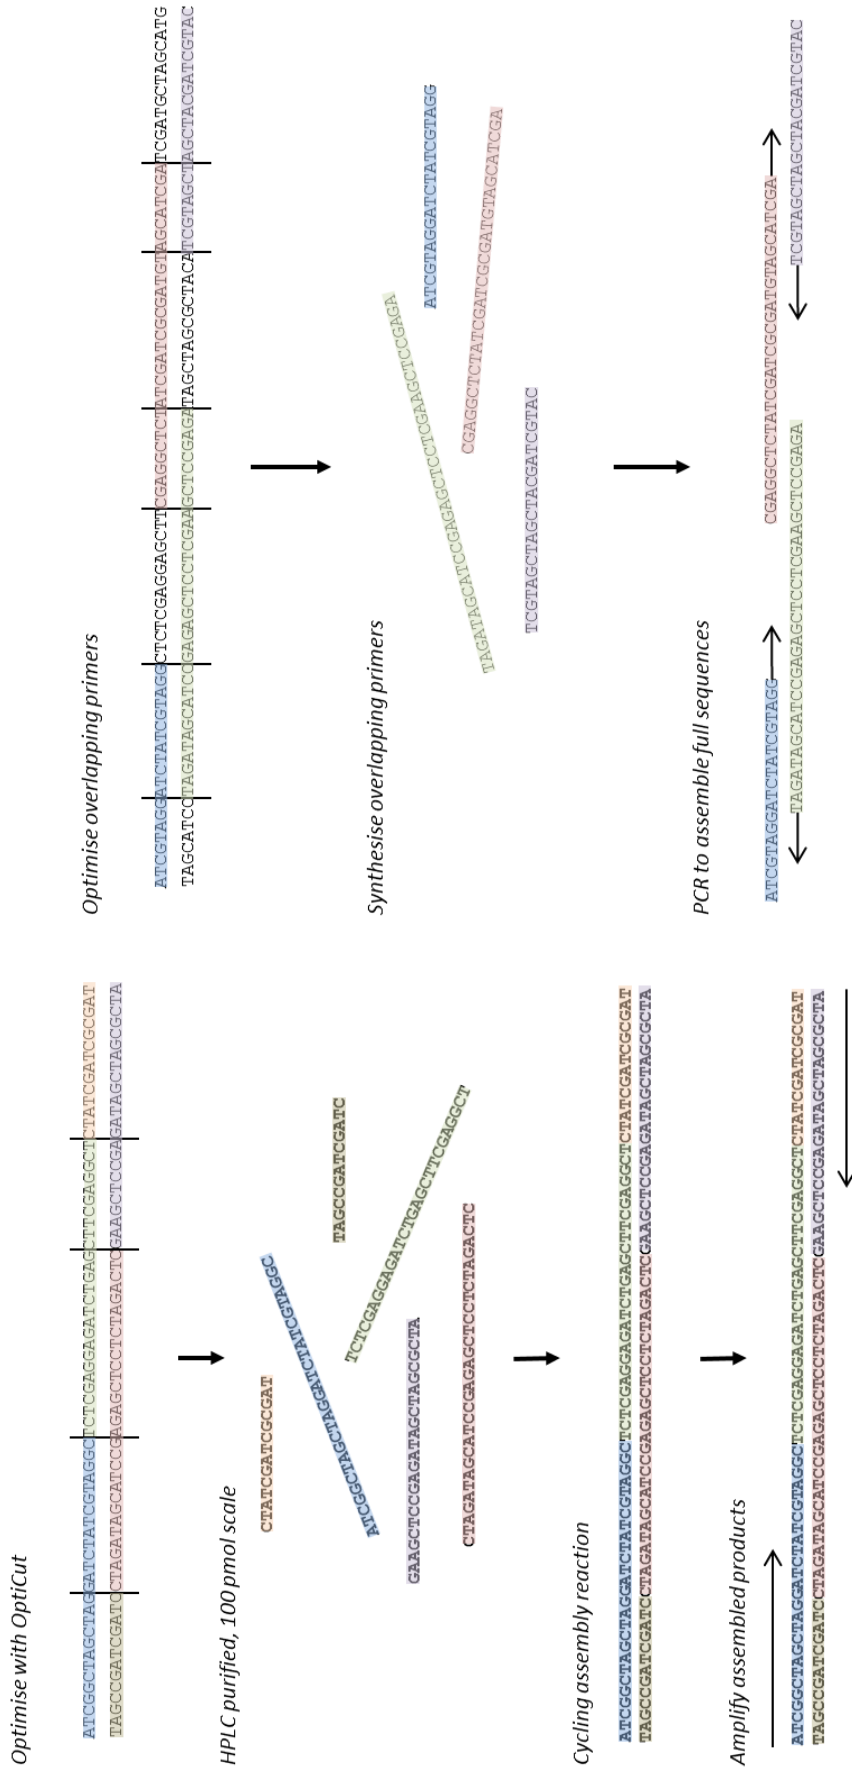 Optimise with OptiCut
ATCGGCTAGCTAGGATCTATCGTAGGCTCTCGAGGAGATCTGAGCTTCGAGGCTCTATCGATCGCGAT
TAGCCGATCGATCCTAGATAGCATCCGAGAGCTCCTCTAGACTCGAAGCTCCGAGATAGCTAGCGCTA
HPLC purified, 100 pmol scale
CTATCGATCGCGAT
ATCGGCTAGCTAGGATCTATCGTAGGC
TAGCCGATCGATC
TCTCGAGGAGATCTGAGCTTCGAGGCT
GAAGCTCCGAGATAGCTAGCGCTA
CTAGATAGCATCCGAGAGCTCCTCTAGACTC
Cycling assembly reaction
ATCGGCTAGCTAGGATCTATCGTAGGCTCTCGAGGAGATCTGAGCTTCGAGGCTCTATCGATCGCGAT
TAGCCGATCGATCCTAGATAGCATCCGAGAGCTCCTCTAGACTCGAAGCTCCGAGATAGCTAGCGCTA
Amplify assembled products
ATCGGCTAGCTAGGATCTATCGTAGGCTCTCGAGGAGATCTGAGCTTCGAGGCTCTATCGATCGCGAT
TAGCCGATCGATCCTAGATAGCATCCGAGAGCTCCTCTAGACTCGAAGCTCCGAGATAGCTAGCGCTA
Optimise overlapping primers
ATCGTAGGATCTATCGTAGGCTCTCGAGGAGCTTCGAGGCTCTATCGATCGCGATGTAGCATCGATCGATGCTAGCATG
TAGCATCCTAGATAGCATCCGAGAGCTCCTCGAAGCTCCGAGATAGCTAGCGCTACATCGTAGCTAGCTACGATCGTAC
Synthesise overlapping primers
TAGATAGCATCCGAGAGCTCCTCGAAGCTCCGAGA
ATCGTAGGATCTATCGTAGG
CGAGGCTCTATCGATCGCGATGTAGCATCGA
TCGTAGCTAGCTACGATCGTAC
PCR to assemble full sequences
ATCGTAGGATCTATCGTAGG CGAGGCTCTATCGATCGCGATGTAGCATCGA
TAGATAGCATCCGAGAGCTCCTCGAAGCTCCGAGA TCGTAGCTAGCTACGATCGTAC